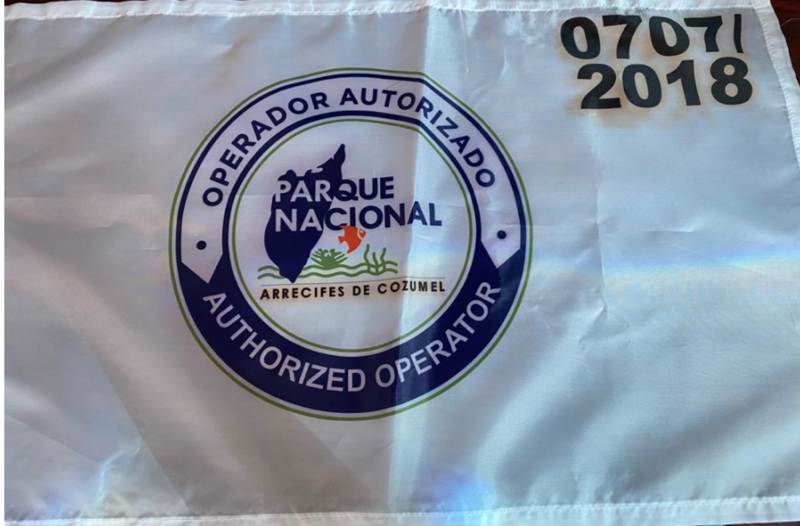 0707/
2018
OPERADOR AUTORIZADO
PARQUE
NACIONAL
ARRECIFES DE COZUMEL
AUTHORIZED OPERATOR